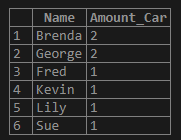 Name Amount_Car
1 Brenda 2
2 George 2
3 Fred 1
4 Kevin 1
5 Lily 1
6 Sue 1